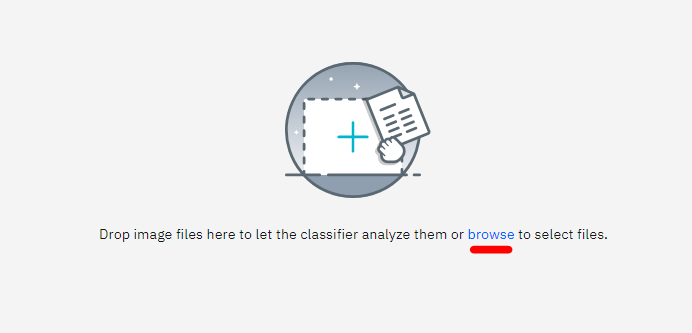 Drop image files here to let the classifier analyze them or browse to select files.